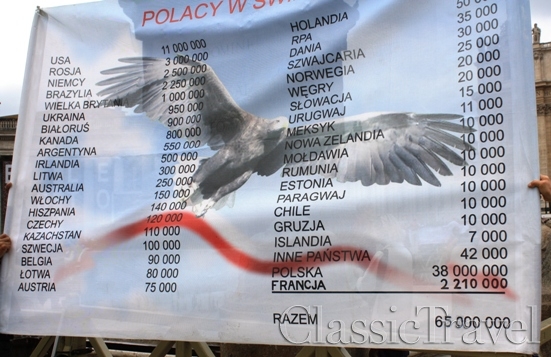 POLACY W ŚWI
USA 11 000 000
ROSJA 3 000 000
NIEMCY 2 500 000
BRAZYLIA 2 250 000
WIELKA BRYTANI 1 000 000
UKRAINA 950 000
BIAŁORUŚ 900 000
KANADA 800 000
ARGENTYNA 550 000
IRLANDIA 500 000
LITWA 300 000
AUSTRALIA 250 000
WŁOCHY 150 000
HISZPANIA 140 000
CZECHY 120 000
KAZACHSTAN 110 000
SZWECJA 100 000
BELGIA 90 000
ŁOTWA 80 000
AUSTRIA 75 000
HOLANDIA 50 000
RPA 35 000
DANIA 30 000
SZWAJCARIA 25 000
NORWEGIA 20 000
WĘGRY 20 000
SŁOWACJA 15 000
URUGWAJ 11 000
MEKSYK 10 000
NOWA ZELANDIA 10 000
MOŁDAWIA 10 000
RUMUNIA 10 000
ESTONIA 10 000
PARAGWAJ 10 000
CHILE 10 000
GRUZJA 10 000
ISLANDIA 7 000
INNE PAŃSTWA 42 000
POLSKA 38 000 000
FRANCJA 2 210 000
RAZEM 65 000 000
ClassicTravel